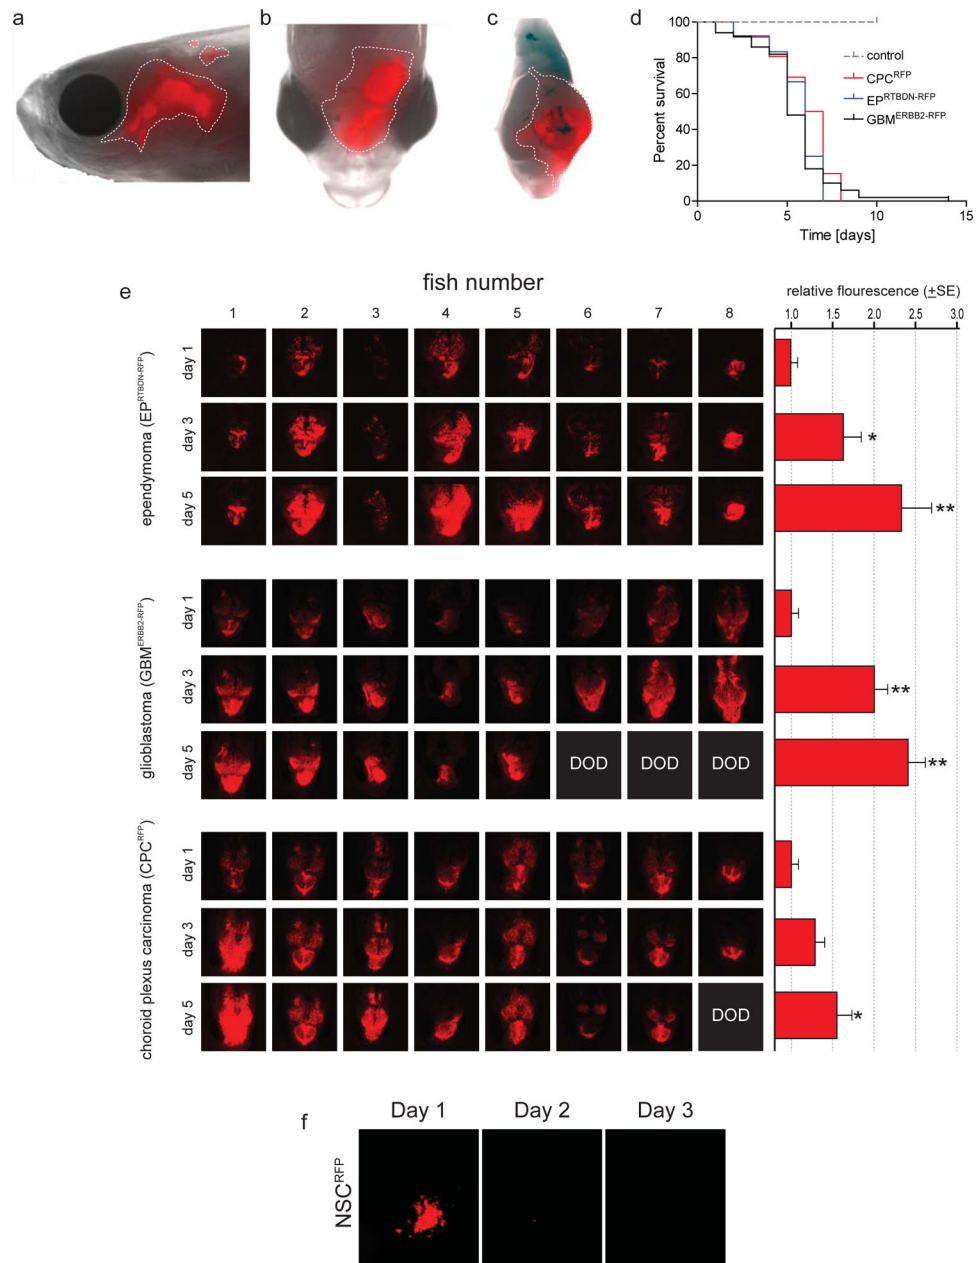 a
b
c
d
100
80
60
40
20
0
Percent survival
0
5
10
15
Time [days]
control
CPC^RFP
EP^RTBDN-RFP
GBM^ERBB2-RFP
e
fish number
1 2 3 4 5 6 7 8
relative flourescence (±SE)
1.0 1.5 2.0 2.5 3.0
ependymoma (EP^RTBDN-RFP)
day 1
day 3
*
day 5
**
glioblastoma (GBM^ERBB2-RFP)
day 1
day 3
**
day 5
DOD DOD DOD
**
choroid plexus carcinoma (CPC^RFP)
day 1
day 3
day 5
DOD
*
f
Day 1 Day 2 Day 3
NSC^RFP